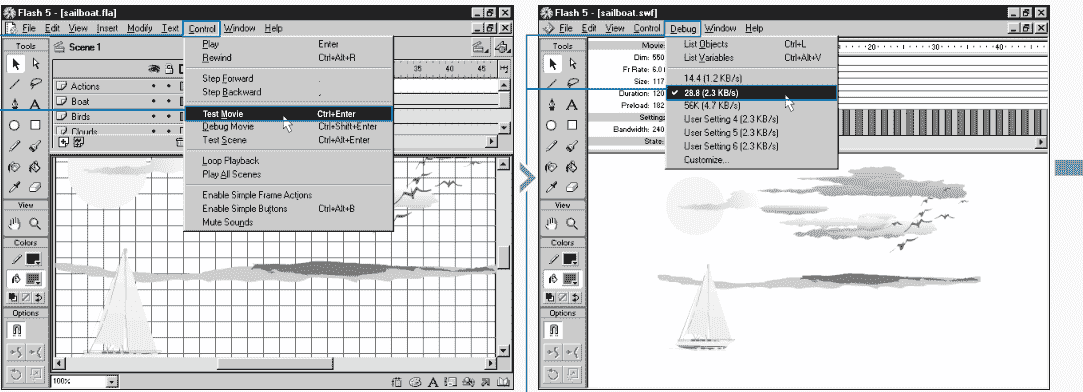 Flash 5 - [sailboat.fla]
File Edit View Insert Modify Text Control Window Help
Tools
Scene 1
Actions
Boat
Birds
Clouds
35 40 45
Play Enter
Rewind Ctrl+Alt+R
Step Forward .
Step Backward ,
Test Movie Ctrl+Enter
Debug Movie Ctrl+Shift+Enter
Test Scene Ctrl+Alt+Enter
Loop Playback
Play All Scenes
Enable Simple Frame Actions
Enable Simple Buttons Ctrl+Alt+B
Mute Sounds
View
Colors
Options
100%
Flash 5 - [sailboat.swf]
File Edit View Control Debug Window Help
Tools
Movie:
Dim: 550
Fr Rate: 6.0
Size: 117
Duration: 120
Preload: 182
Settings
Bandwidth: 240
State:
20 30 40
List Objects Ctrl+L
List Variables Ctrl+Alt+V
14.4 (1.2 KB/s)
28.8 (2.3 KB/s)
56K (4.7 KB/s)
User Setting 4 (2.3 KB/s)
User Setting 5 (2.3 KB/s)
User Setting 6 (2.3 KB/s)
Customize...
View
Colors
Options